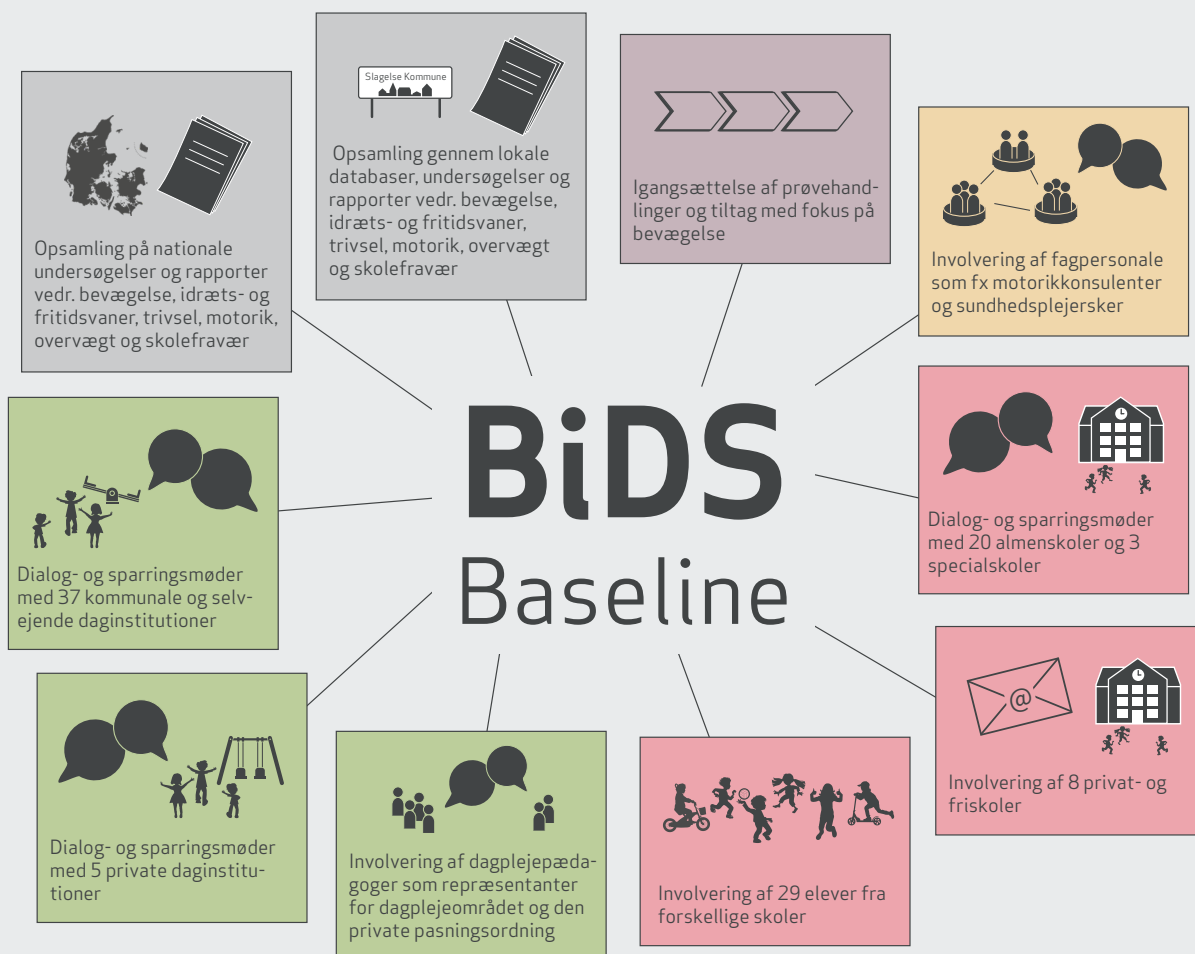 Slagelse Kommune
Opsamling på nationale
undersøgelser og rapporter
vedr. bevægelse, idræts- og
fritidsvaner, trivsel, motorik,
overvægt og skolefravær
Opsamling gennem lokale
databaser, undersøgelser og
rapporter vedr. bevægelse,
idræts- og fritidsvaner,
trivsel, motorik, overvægt
og skolefravær
Igangsættelse af prøvehand-
linger og tiltag med fokus på
bevægelse
Involvering af fagpersonale
som fx motorikkonsulenter
og sundhedsplejersker
BiDS
Baseline
Dialog- og sparringsmøder
med 37 kommunale og selv-
ejende daginstitutioner
Dialog- og sparringsmøder
med 20 almenskoler og 3
specialskoler
Dialog- og sparringsmøder
med 5 private daginstitu-
tioner
Involvering af dagplejepæda-
goger som repræsentanter
for dagplejeområdet og den
private pasningsordning
Involvering af 29 elever fra
forskellige skoler
@
Involvering af 8 privat- og
friskoler